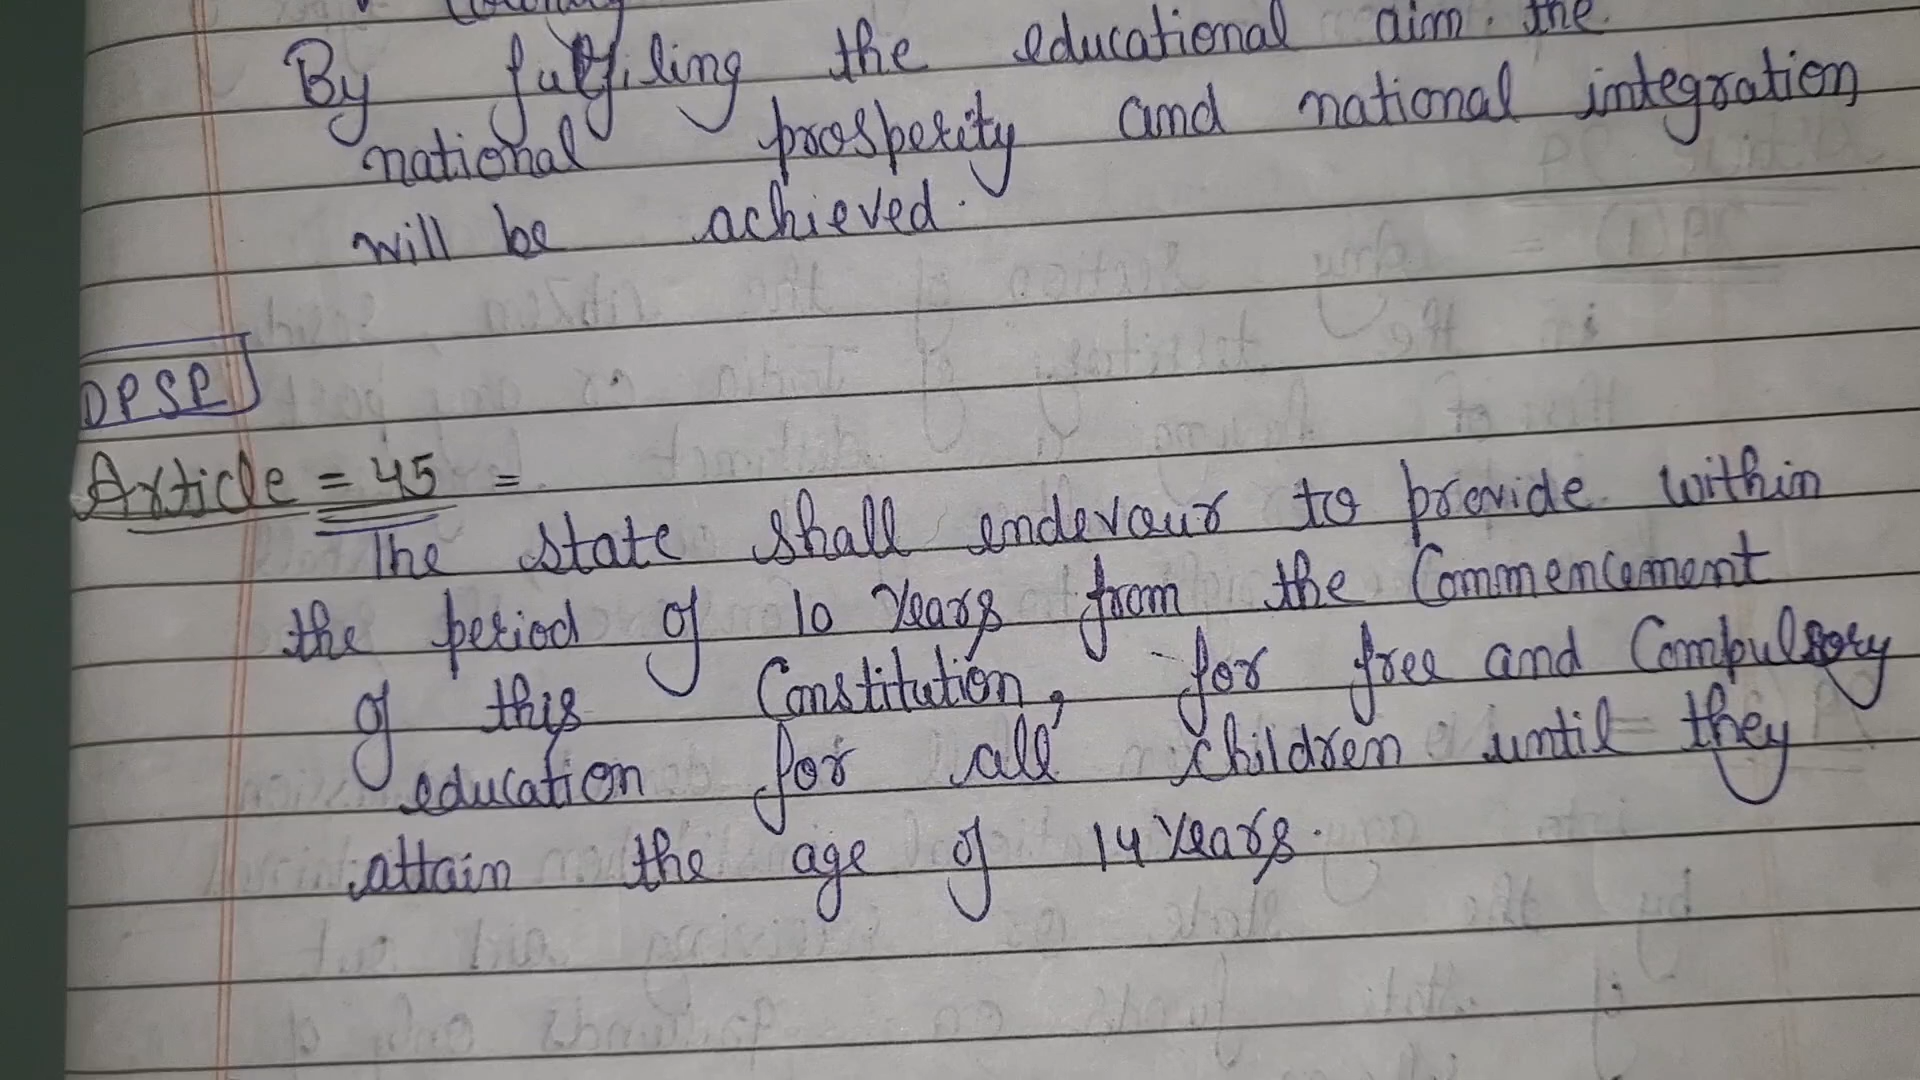 By fulfiling the educational aim. the
national prosperity and national integration
will be achieved.
DPSP
Article = 45 =
The state shall endevour to provide within
the period of 10 Years from the Commencement
of this Constitution, for free and Compulsory
education for all children until they
attain the age of 14 Years.